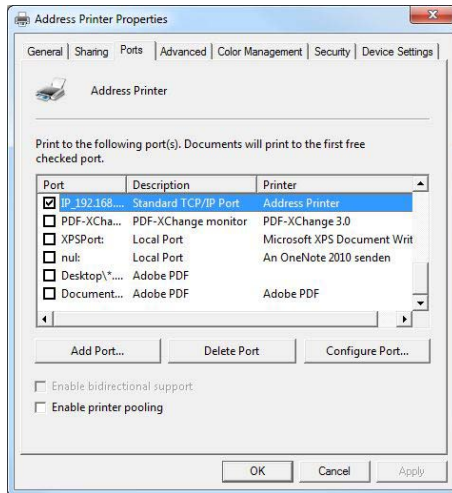 Address Printer Properties
General Sharing Ports Advanced Color Management Security Device Settings
Address Printer
Print to the following port(s). Documents will print to the first free
checked port.
Port Description Printer
IP_192.168.... Standard TCP/IP Port Address Printer
PDF-XCha... PDF-XChange monitor PDF-XChange 3.0
XPSPort: Local Port Microsoft XPS Document Writ
nul: Local Port An OneNote 2010 senden
Desktop\*.... Adobe PDF
Document.... Adobe PDF Adobe PDF
Add Port... Delete Port Configure Port...
Enable bidirectional support
Enable printer pooling
OK Cancel Apply